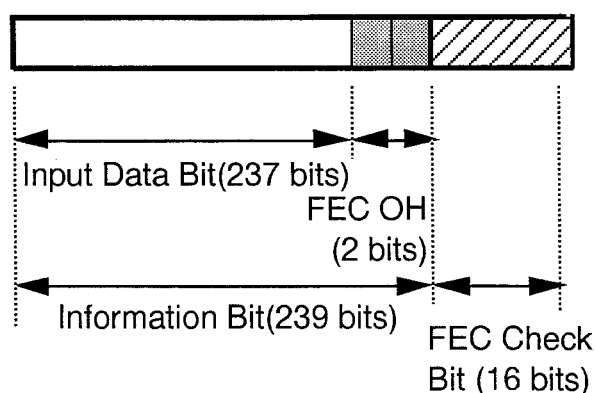 Input Data Bit(237 bits)
FEC OH
(2 bits)
Information Bit(239 bits)
FEC Check
Bit (16 bits)